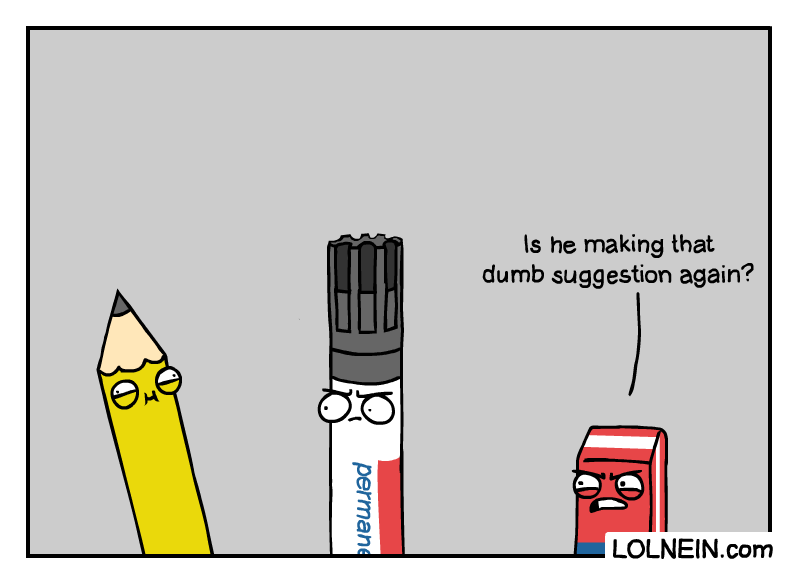 Is he making that
dumb suggestion again?
permane
LOLNEIN.com